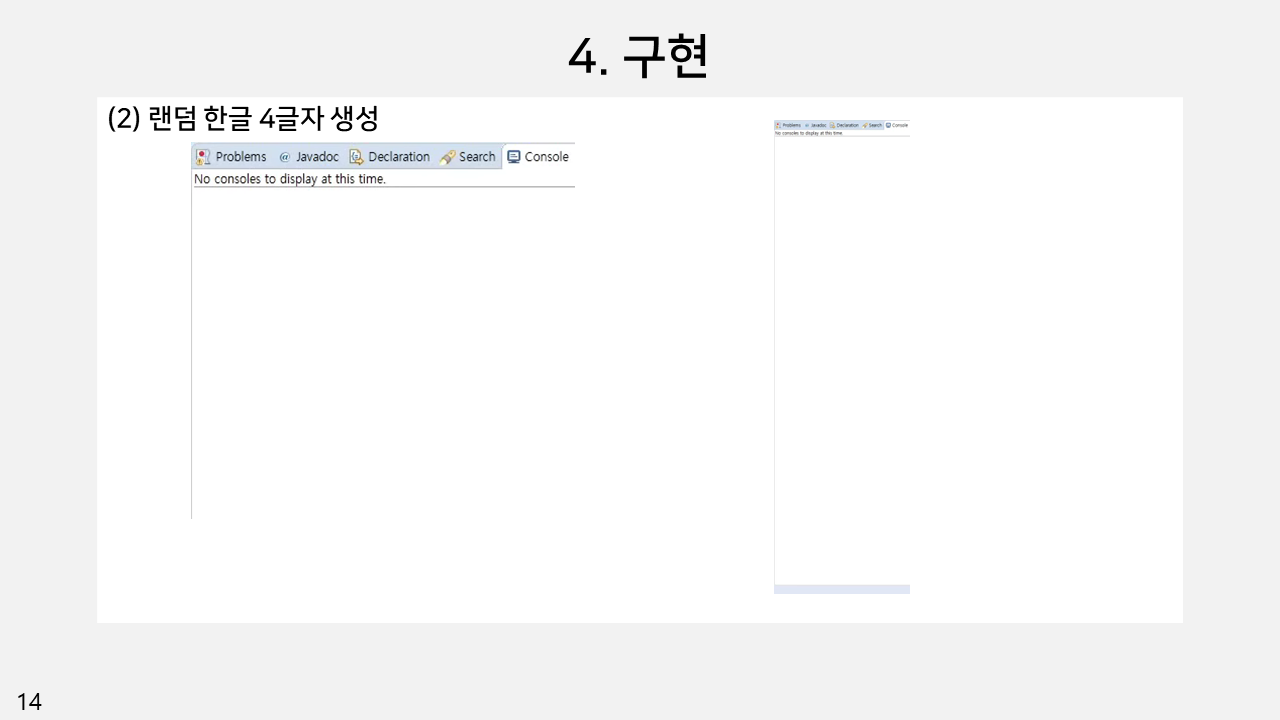 4. 구현
(2) 랜덤 한글 4글자 생성
Problems @ Javadoc Declaration Search Console
No consoles to display at this time.
Problems @ Javadoc Declaration Search Console
No consoles to display at this time.
14